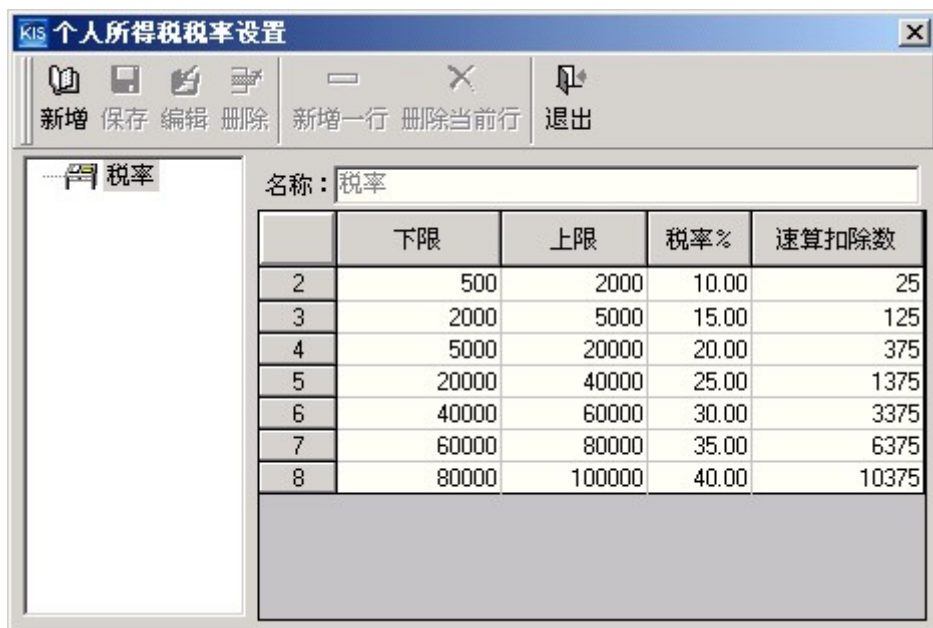 KIS 个人所得税税率设置
新增 保存 编辑 删除 新增一行 删除当前行 退出
税率
名称：税率
下限 上限 税率% 速算扣除数
2 500 2000 10.00 25
3 2000 5000 15.00 125
4 5000 20000 20.00 375
5 20000 40000 25.00 1375
6 40000 60000 30.00 3375
7 60000 80000 35.00 6375
8 80000 100000 40.00 10375